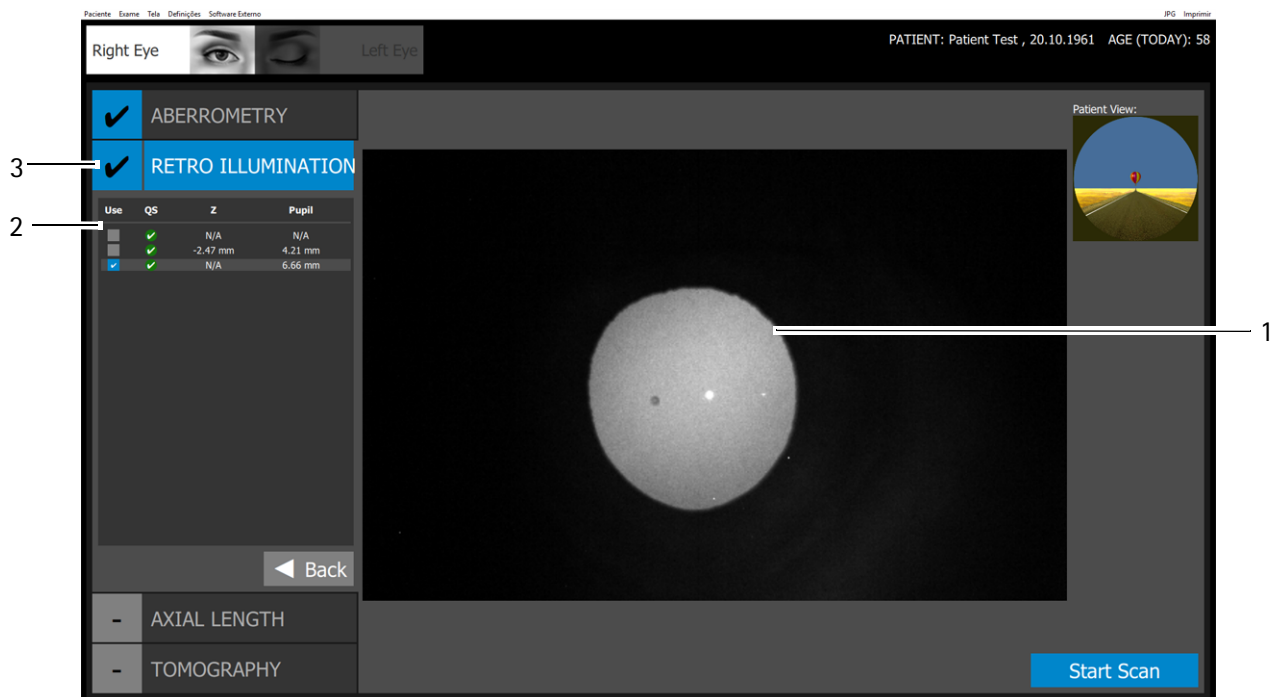 Paciente Exame Tela Definições Software Externo JPG Imprimir
Right Eye Left Eye PATIENT: Patient Test , 20.10.1961 AGE (TODAY): 58
✔ ABERROMETRY
Patient View:
3 ✔ RETRO ILLUMINATION
Use QS Z Pupil
2
N/A N/A
-2.47 mm 4.21 mm
N/A 6.66 mm
1
Back
- AXIAL LENGTH
- TOMOGRAPHY
Start Scan